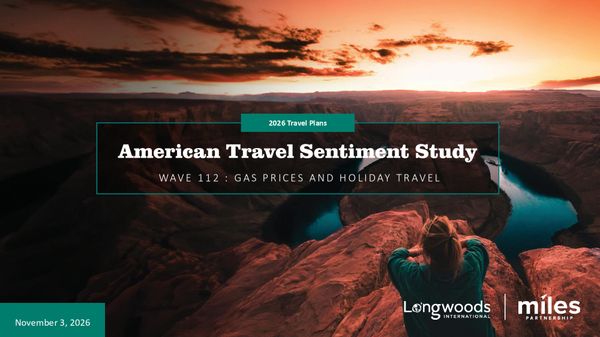 2026 Travel Plans
American Travel Sentiment Study
WAVE 112 : GAS PRICES AND HOLIDAY TRAVEL
Longwoods
INTERNATIONAL
miles
PARTNERSHIP
November 3, 2026